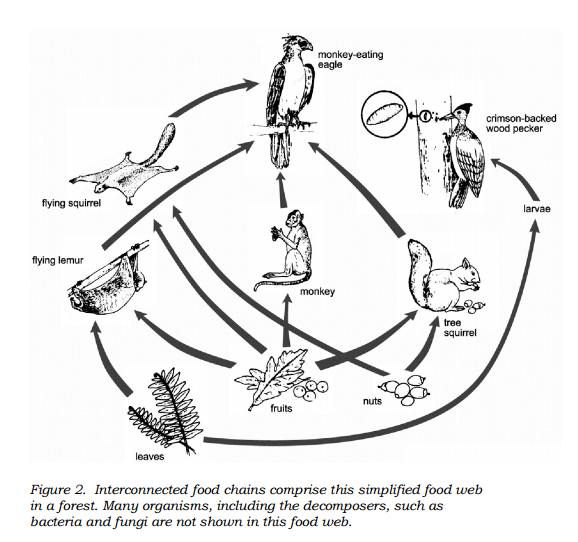 monkey-eating
eagle
crimson-backed
wood pecker
flying squirrel
larvae
flying lemur
monkey
tree
squirrel
fruits
nuts
leaves
Figure 2. Interconnected food chains comprise this simplified food web
in a forest. Many organisms, including the decomposers, such as
bacteria and fungi are not shown in this food web.